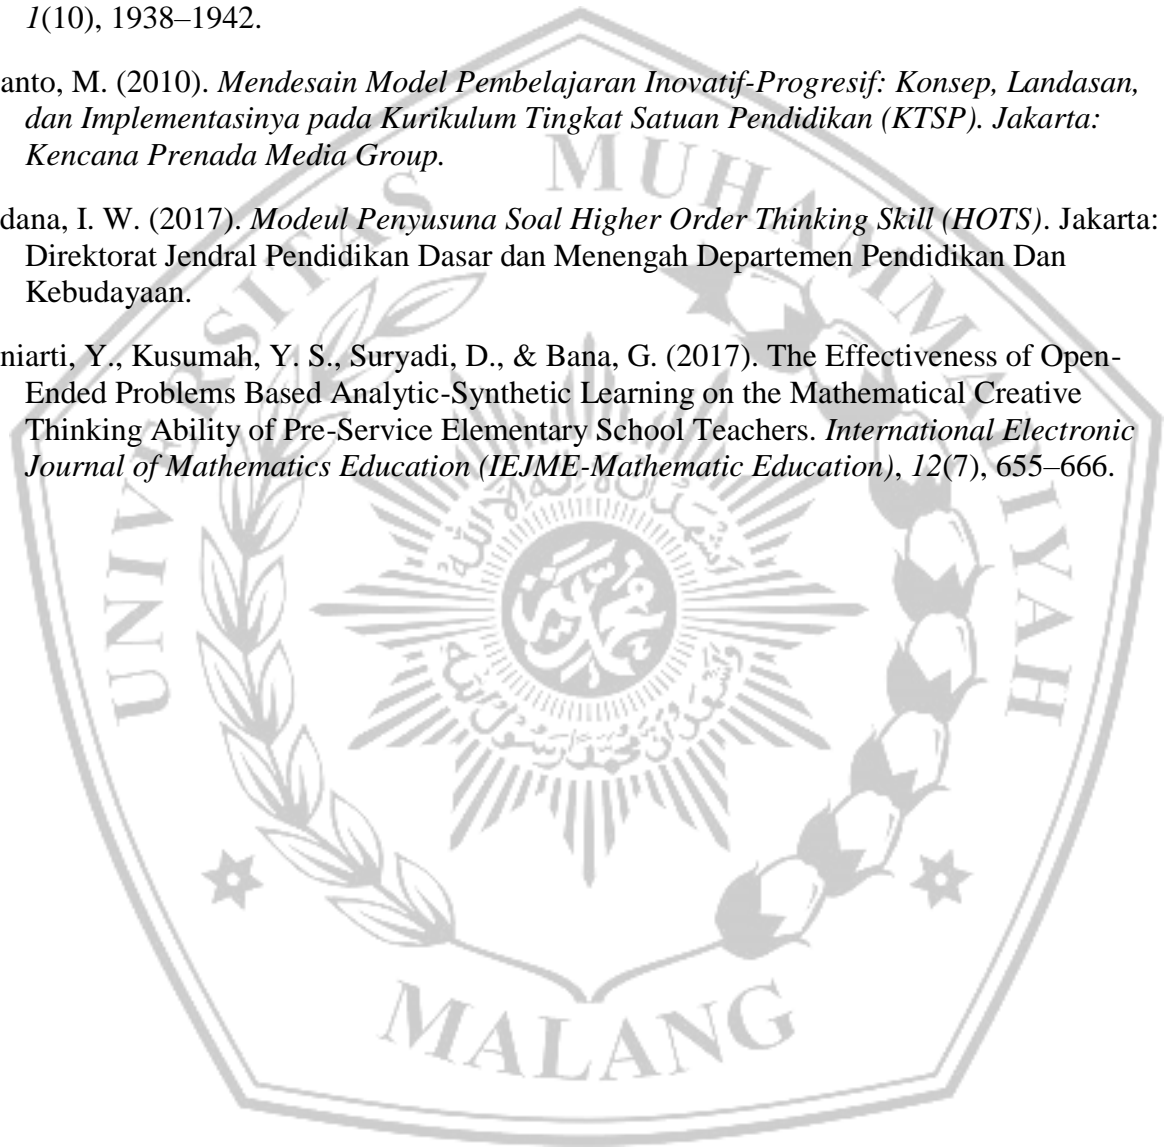 1(10), 1938–1942.
anto, M. (2010). Mendesain Model Pembelajaran Inovatif-Progresif: Konsep, Landasan,
dan Implementasinya pada Kurikulum Tingkat Satuan Pendidikan (KTSP). Jakarta:
Kencana Prenada Media Group.
dana, I. W. (2017). Modeul Penyusuna Soal Higher Order Thinking Skill (HOTS). Jakarta:
Direktorat Jendral Pendidikan Dasar dan Menengah Departemen Pendidikan Dan
Kebudayaan.
niarti, Y., Kusumah, Y. S., Suryadi, D., & Bana, G. (2017). The Effectiveness of Open-
Ended Problems Based Analytic-Synthetic Learning on the Mathematical Creative
Thinking Ability of Pre-Service Elementary School Teachers. International Electronic
Journal of Mathematics Education (IEJME-Mathematic Education), 12(7), 655–666.
UNIVERSITAS MUHAMMADIYAH
MALANG